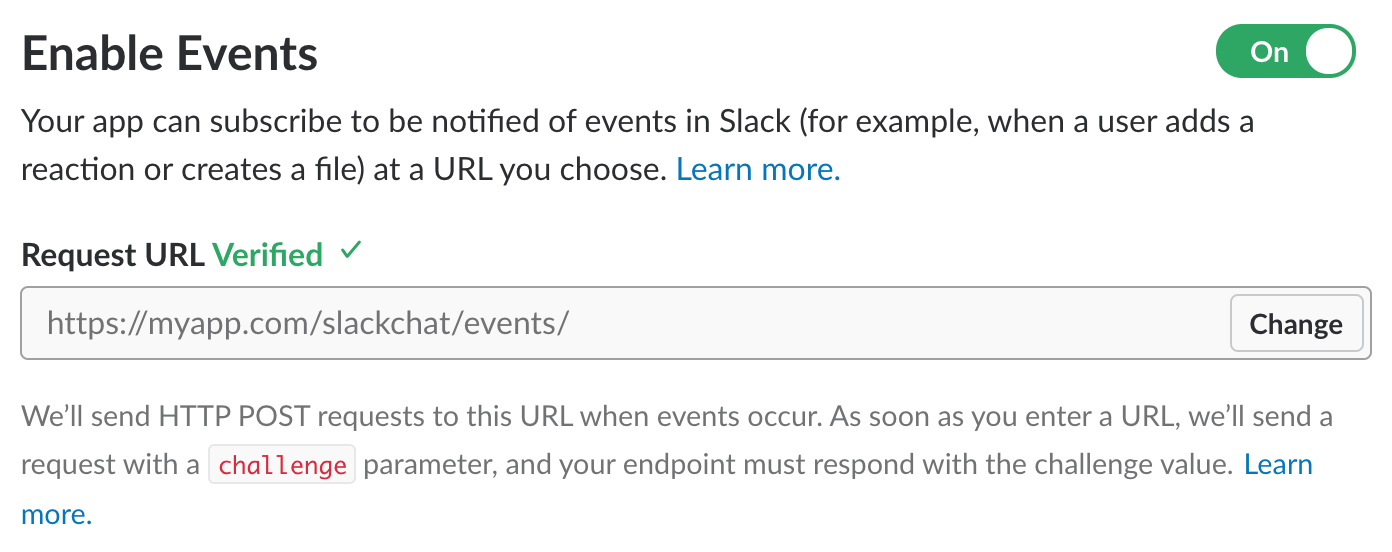 Enable Events
On
Your app can subscribe to be notified of events in Slack (for example, when a user adds a
reaction or creates a file) at a URL you choose. Learn more.
Request URL Verified ✓
https://myapp.com/slackchat/events/
Change
We’ll send HTTP POST requests to this URL when events occur. As soon as you enter a URL, we’ll send a
request with a challenge parameter, and your endpoint must respond with the challenge value. Learn
more.